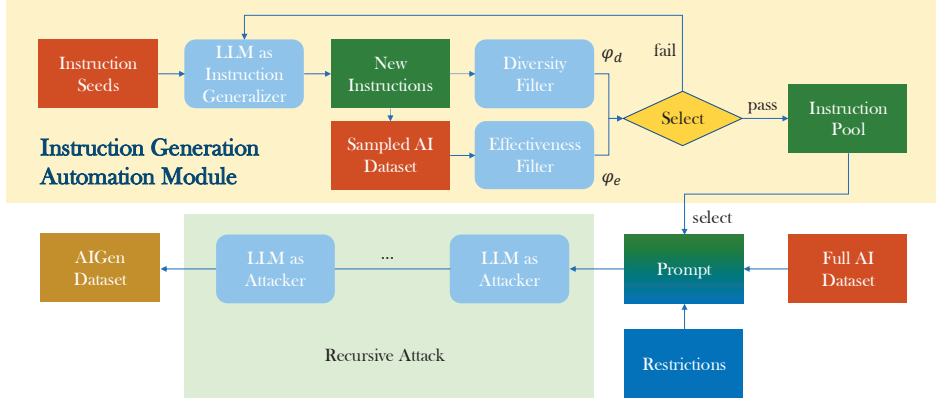 Instruction
Seeds
LLM as
Instruction
Generalizer
New
Instructions
Diversity
Filter
φd
fail
Select
pass
Instruction
Pool
Sampled AI
Dataset
Effectiveness
Filter
φe
Instruction Generation
Automation Module
select
AIGen
Dataset
LLM as
Attacker
...
LLM as
Attacker
Prompt
Full AI
Dataset
Recursive Attack
Restrictions